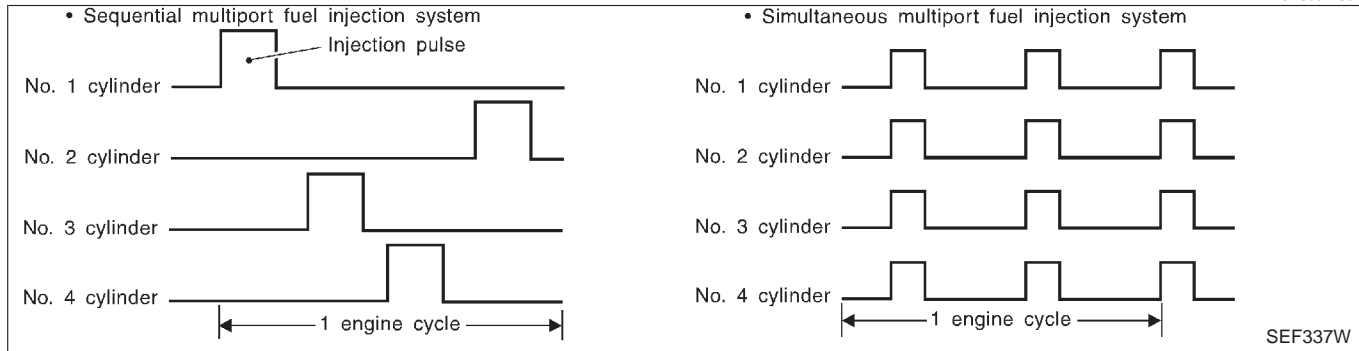 • Sequential multiport fuel injection system
Injection pulse
No. 1 cylinder
No. 2 cylinder
No. 3 cylinder
No. 4 cylinder
1 engine cycle
• Simultaneous multiport fuel injection system
No. 1 cylinder
No. 2 cylinder
No. 3 cylinder
No. 4 cylinder
1 engine cycle
SEF337W